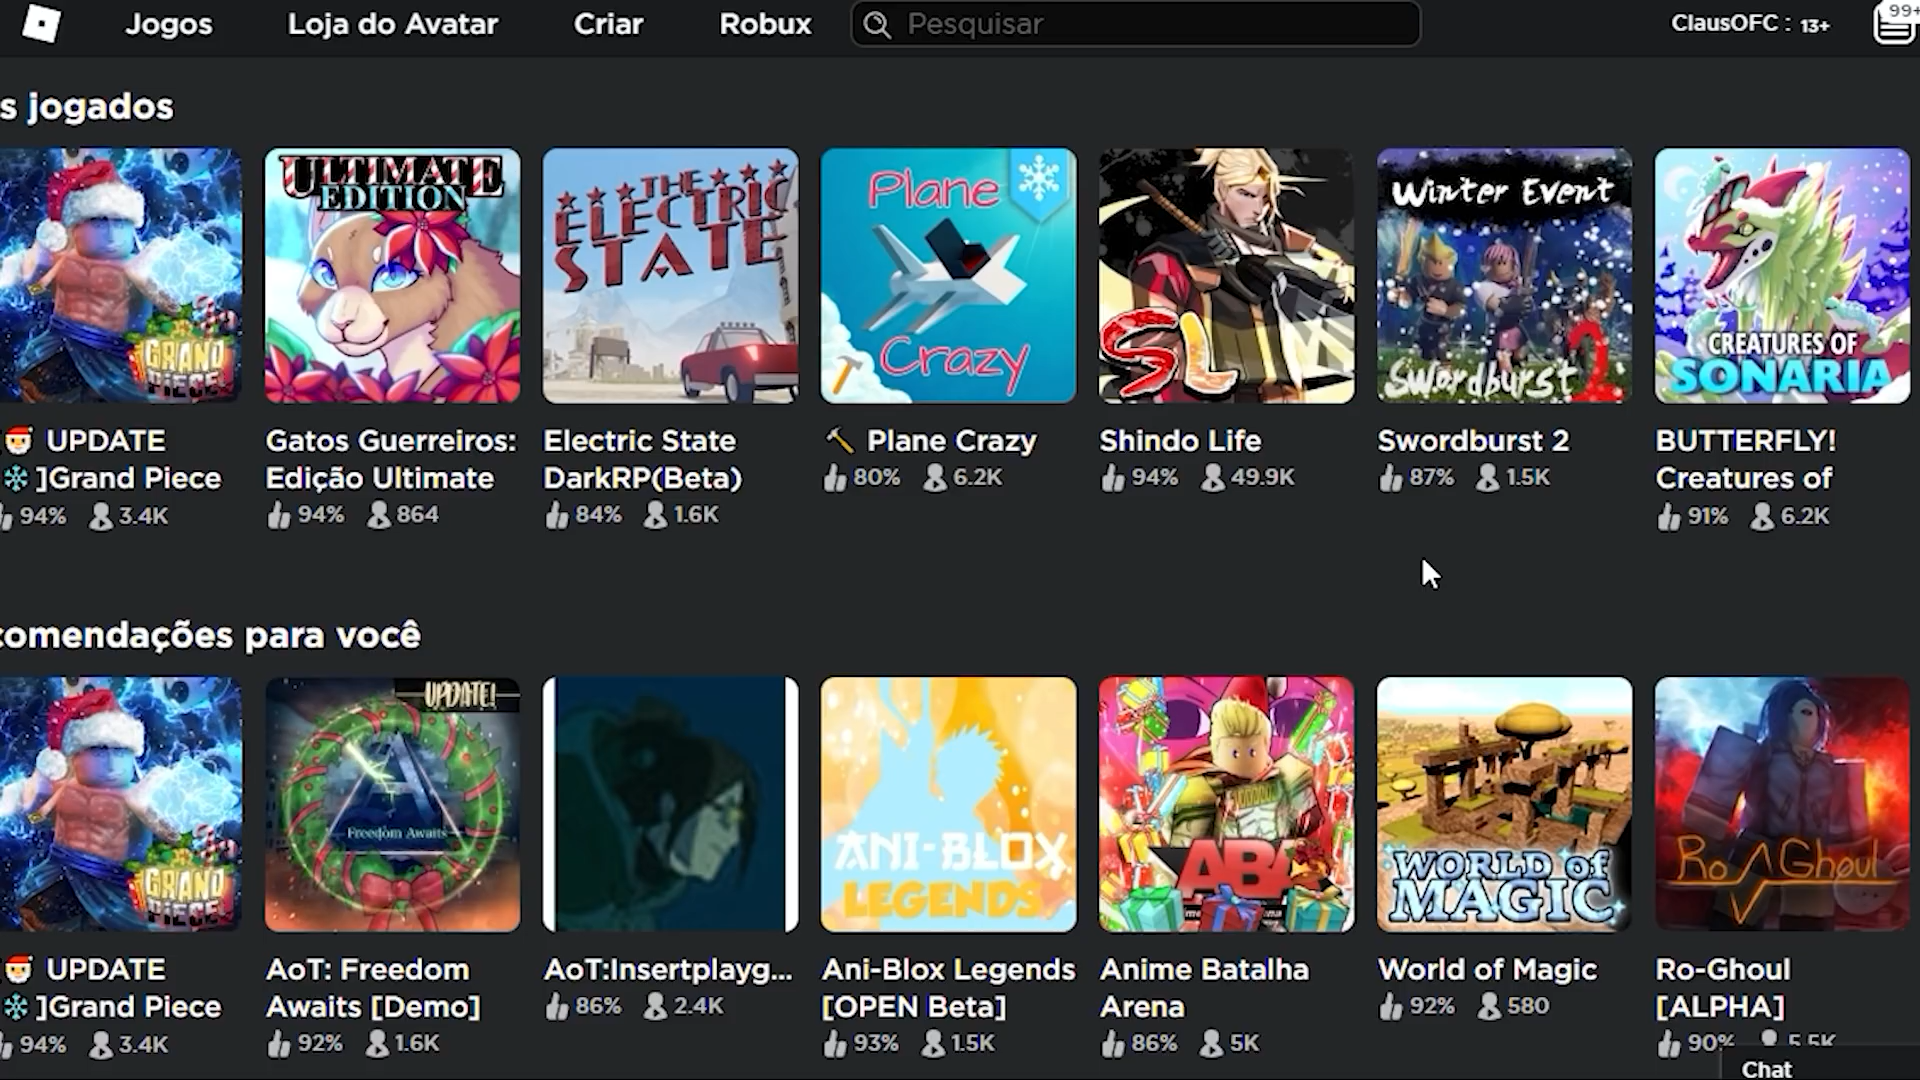 Jogos Loja do Avatar Criar Robux Pesquisar ClausOFC : 13+ 99+
s jogados
GRAND PIECE
ULTIMATE
EDITION
THE
ELECTRIC
STATE
Plane
Crazy
SL
Winter Event
Swordburst 2
CREATURES OF
SONARIA
UPDATE
]Grand Piece
94% 3.4K
Gatos Guerreiros:
Edição Ultimate
94% 864
Electric State
DarkRP(Beta)
84% 1.6K
Plane Crazy
80% 6.2K
Shindo Life
94% 49.9K
Swordburst 2
87% 1.5K
BUTTERFLY!
Creatures of
91% 6.2K
comendações para você
GRAND PIECE
UPDATE!
Freedom Awaits
ANI-BLOX
LEGENDS
ABA
WORLD of
MAGIC
Ro Ghoul
UPDATE
]Grand Piece
94% 3.4K
AoT: Freedom
Awaits [Demo]
92% 1.6K
AoT:Insertplayg...
86% 2.4K
Ani-Blox Legends
[OPEN Beta]
93% 1.5K
Anime Batalha
Arena
86% 5K
World of Magic
92% 580
Ro-Ghoul
[ALPHA]
90% 5.5K
Chat